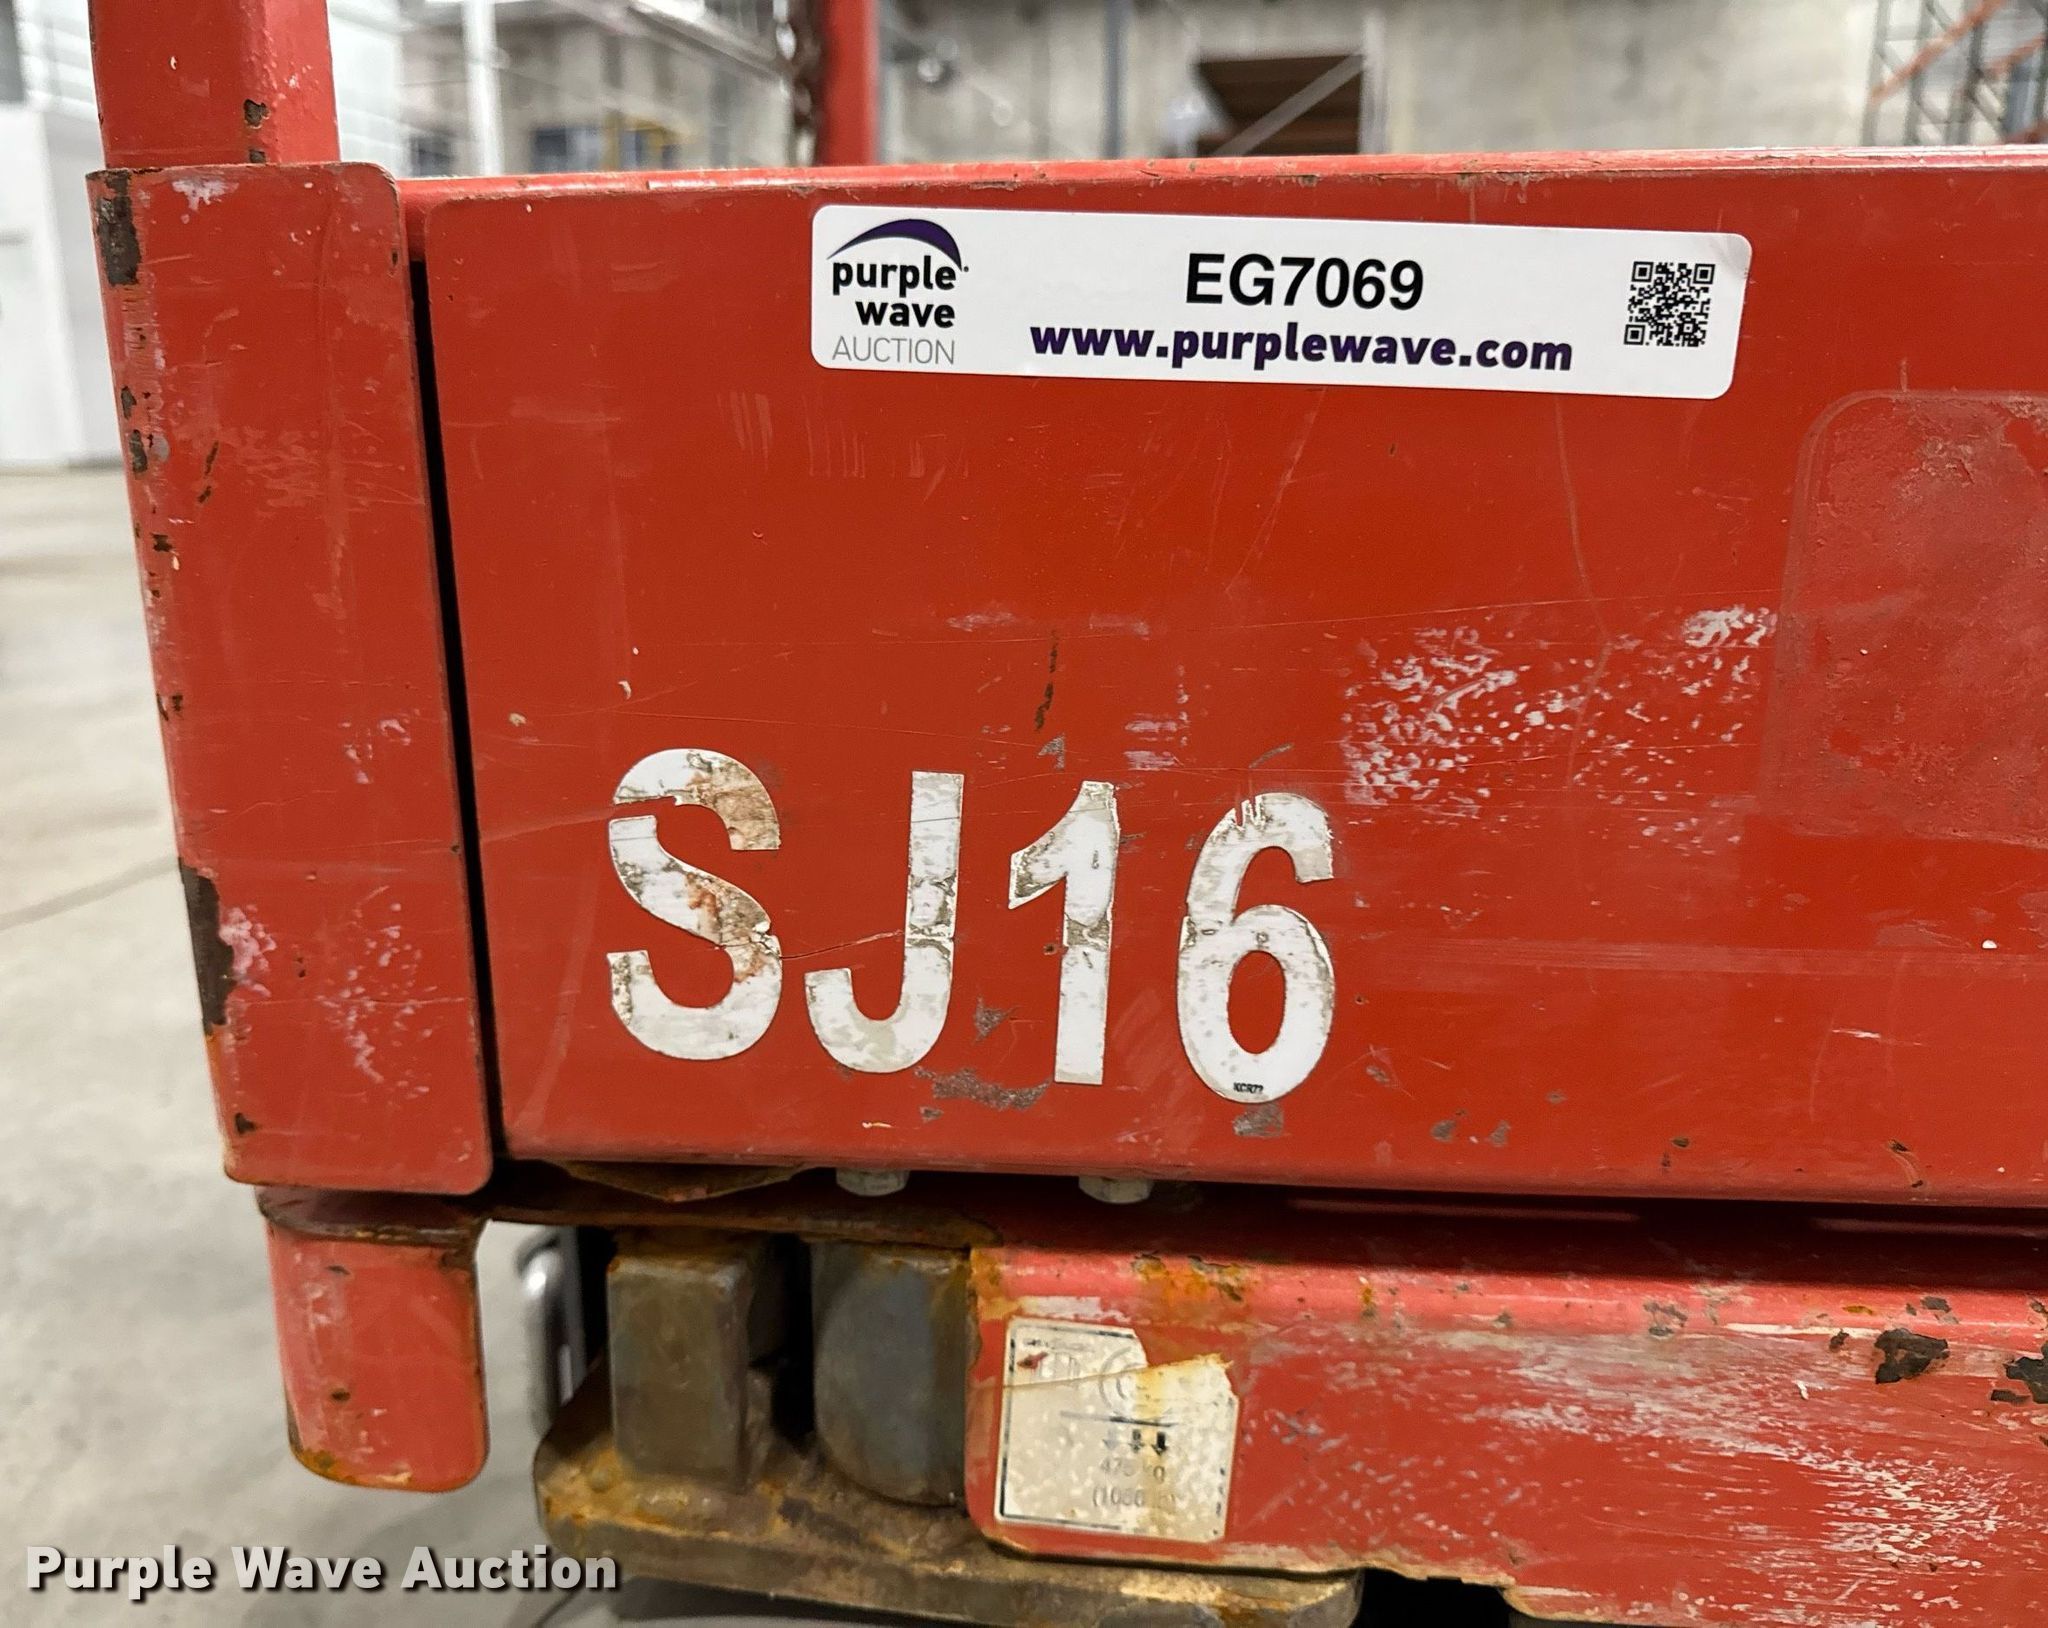 purple
wave
AUCTION
EG7069
www.purplewave.com
SJ16
Purple Wave Auction